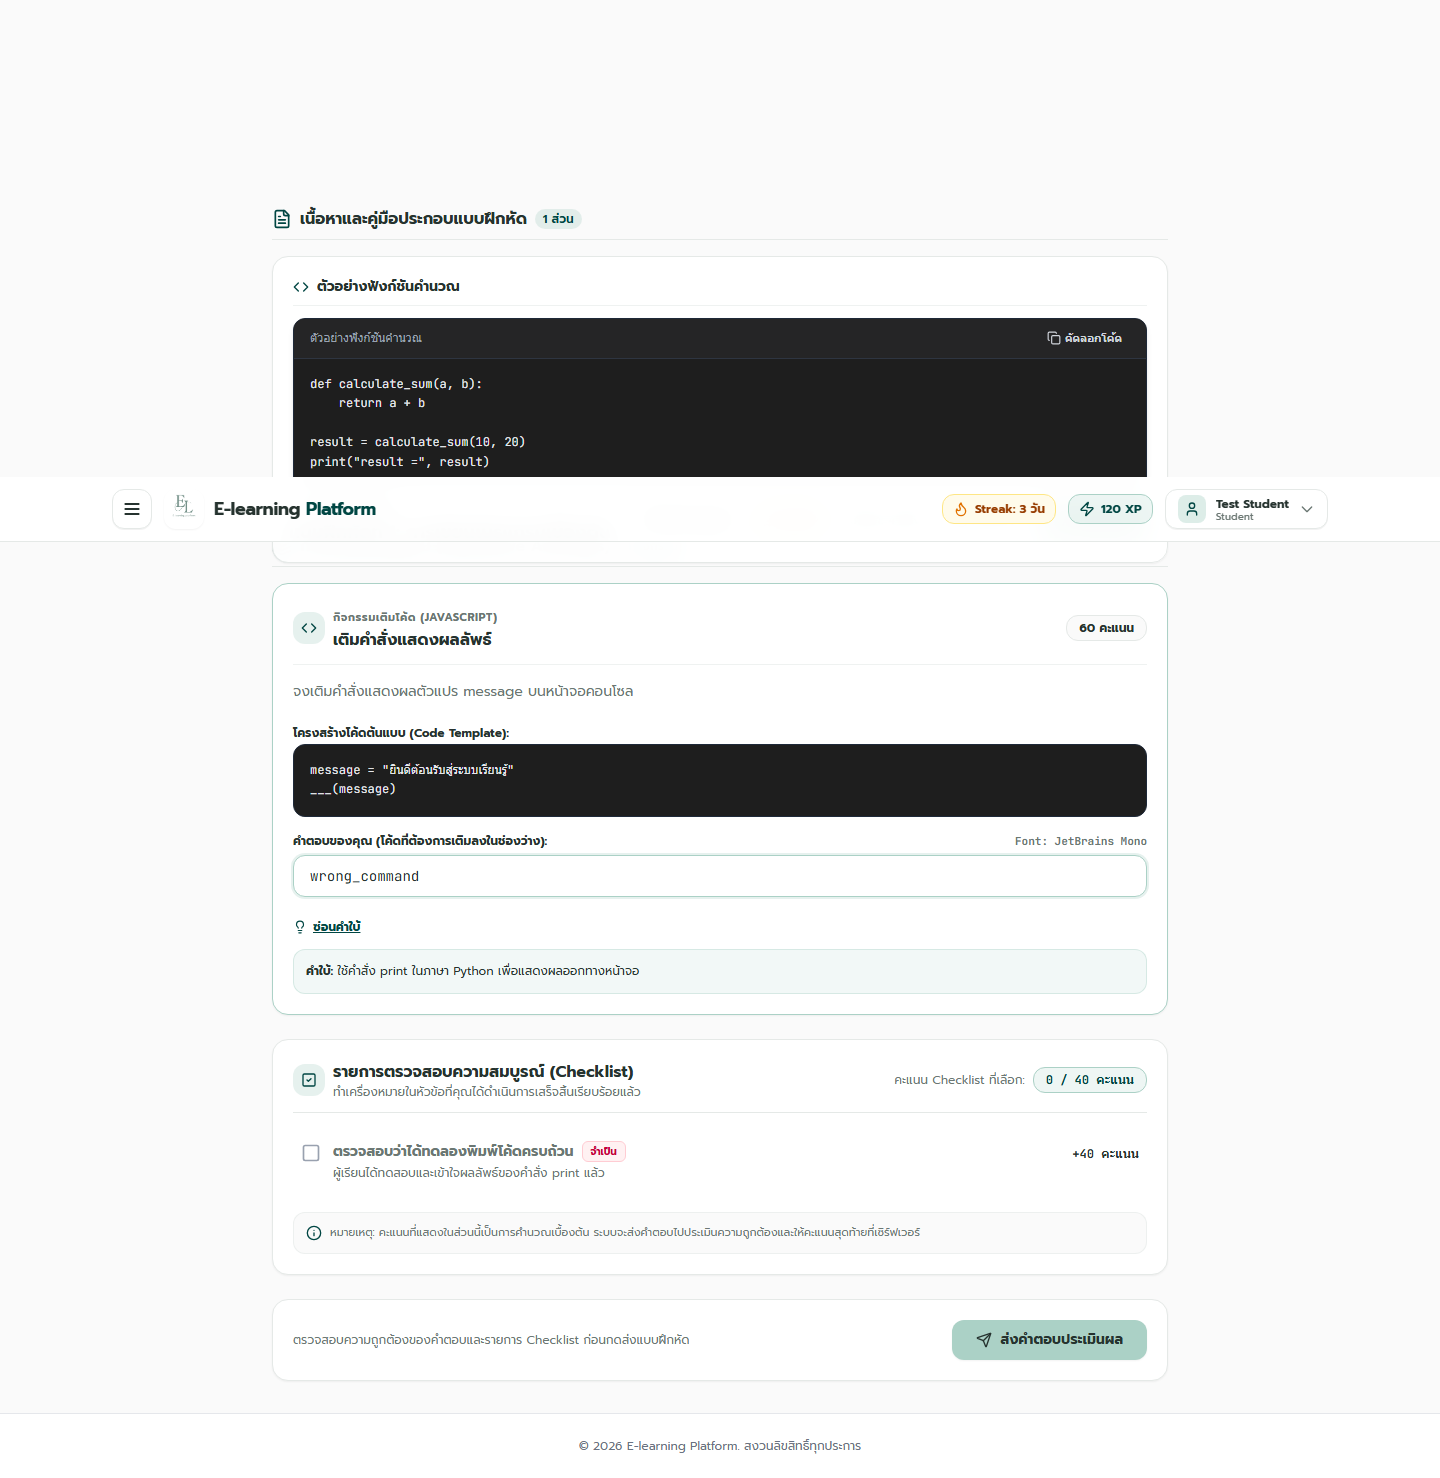 เนื้อหาและคู่มือประกอบแบบฝึกหัด 1 ส่วน
ตัวอย่างฟังก์ชันคำนวณ
ตัวอย่างฟังก์ชันคำนวณ คัดลอกโค้ด
def calculate_sum(a, b):
    return a + b
result = calculate_sum(10, 20)
print("result =", result)
EL E-learning Platform Streak: 3 วัน 120 XP Test Student
Student
กิจกรรมเติมโค้ด (JAVASCRIPT)
เติมคำสั่งแสดงผลลัพธ์ 60 คะแนน
จงเติมคำสั่งแสดงผลตัวแปร message บนหน้าจอคอนโซล
โครงสร้างโค้ดต้นแบบ (Code Template):
message = "ยินดีต้อนรับสู่ระบบเรียนรู้"
___(message)
คำตอบของคุณ (โค้ดที่ต้องการเติมลงในช่องว่าง): Font: JetBrains Mono
wrong_command
ซ่อนคำใบ้
คำใบ้: ใช้คำสั่ง print ในภาษา Python เพื่อแสดงผลออกทางหน้าจอ
รายการตรวจสอบความสมบูรณ์ (Checklist)
ทำเครื่องหมายในหัวข้อที่คุณได้ดำเนินการเสร็จสิ้นเรียบร้อยแล้ว คะแนน Checklist ที่เลือก: 0 / 40 คะแนน
ตรวจสอบว่าได้ทดลองพิมพ์โค้ดครบถ้วน จำเป็น +40 คะแนน
ผู้เรียนได้ทดสอบและเข้าใจผลลัพธ์ของคำสั่ง print แล้ว
หมายเหตุ: คะแนนที่แสดงในส่วนนี้เป็นการคำนวณเบื้องต้น ระบบจะส่งคำตอบไปประเมินความถูกต้องและให้คะแนนสุดท้ายที่เซิร์ฟเวอร์
ตรวจสอบความถูกต้องของคำตอบและรายการ Checklist ก่อนกดส่งแบบฝึกหัด ส่งคำตอบประเมินผล
© 2026 E-learning Platform. สงวนลิขสิทธิ์ทุกประการ